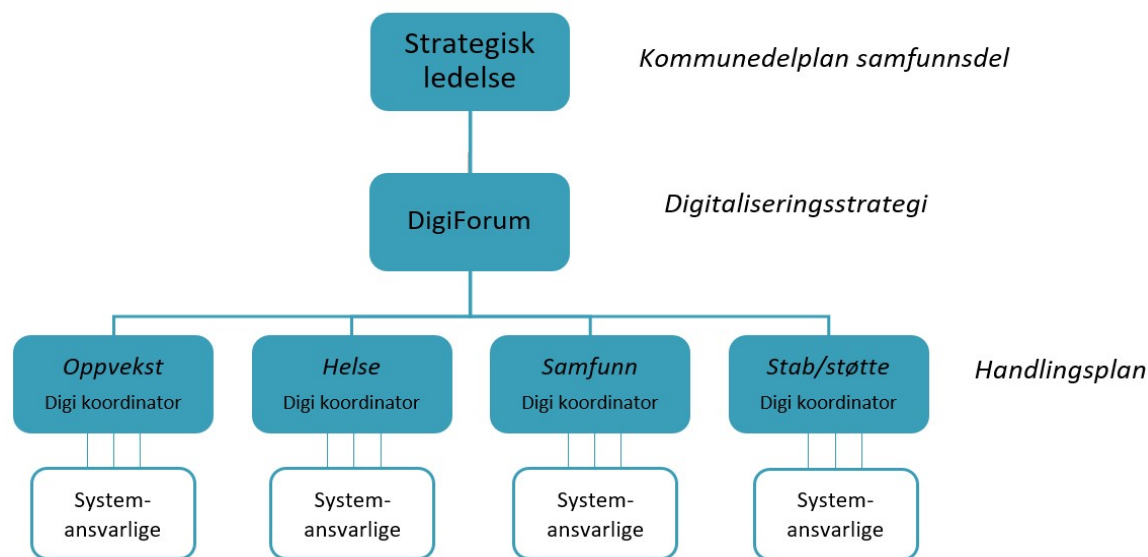 Strategisk
ledelse
Kommunedelplan samfunnsdel
DigiForum
Digitaliseringsstrategi
Oppvekst
Digi koordinator
Helse
Digi koordinator
Samfunn
Digi koordinator
Stab/støtte
Digi koordinator
Handlingsplan
System-
ansvarlige
System-
ansvarlige
System-
ansvarlige
System-
ansvarlige